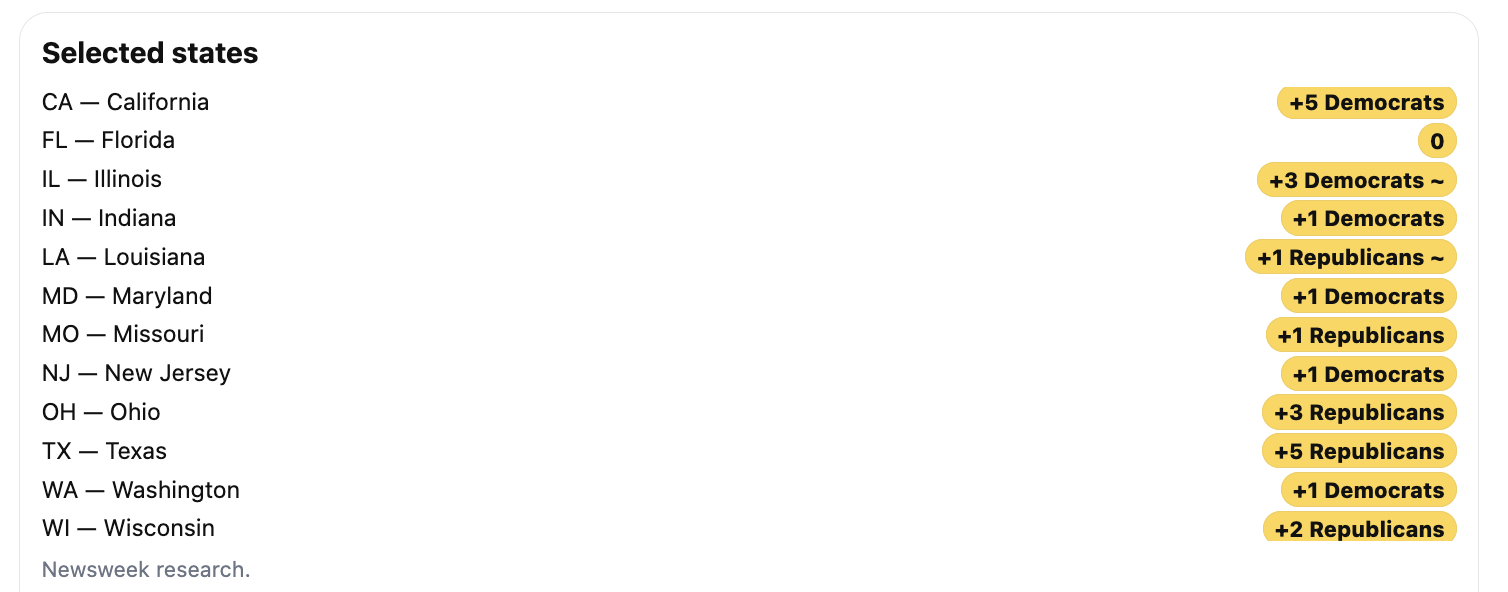 Selected states
CA — California +5 Democrats
FL — Florida 0
IL — Illinois +3 Democrats ~
IN — Indiana +1 Democrats
LA — Louisiana +1 Republicans ~
MD — Maryland +1 Democrats
MO — Missouri +1 Republicans
NJ — New Jersey +1 Democrats
OH — Ohio +3 Republicans
TX — Texas +5 Republicans
WA — Washington +1 Democrats
WI — Wisconsin +2 Republicans
Newsweek research.